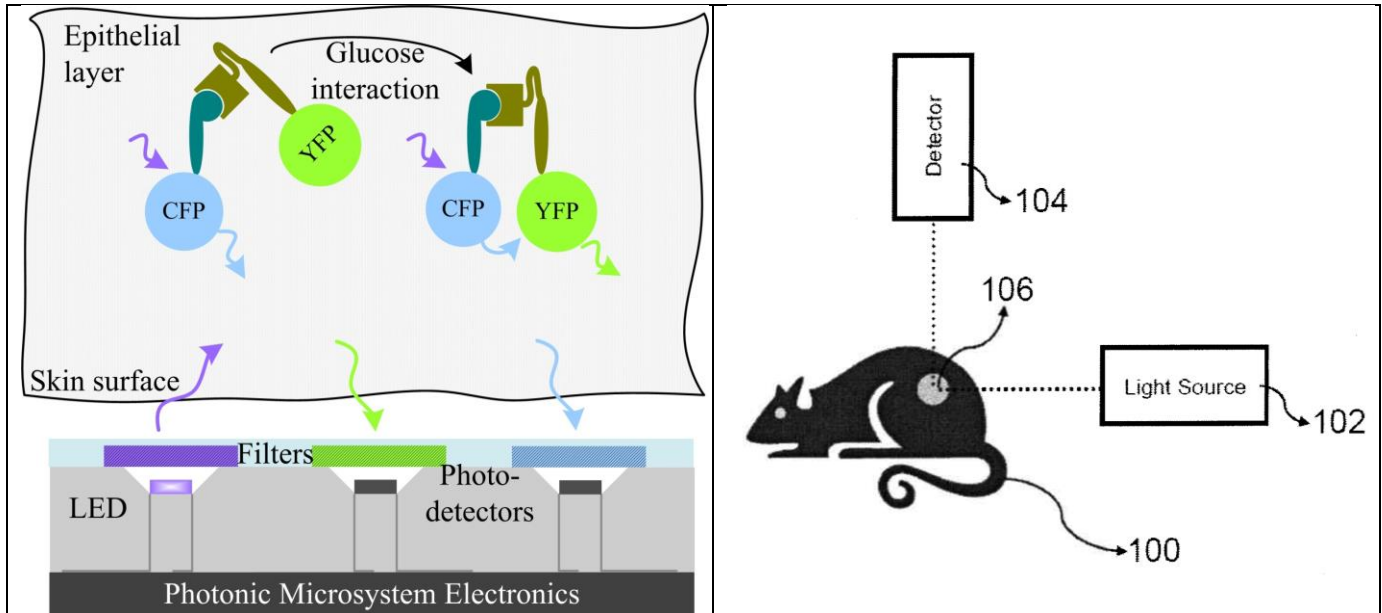 Epithelial
layer
Glucose
interaction
YFP
CFP
CFP
YFP
Skin surface
Filters
LED
Photo-
detectors
Photonic Microsystem Electronics
Detector
104
106
Light Source
102
100